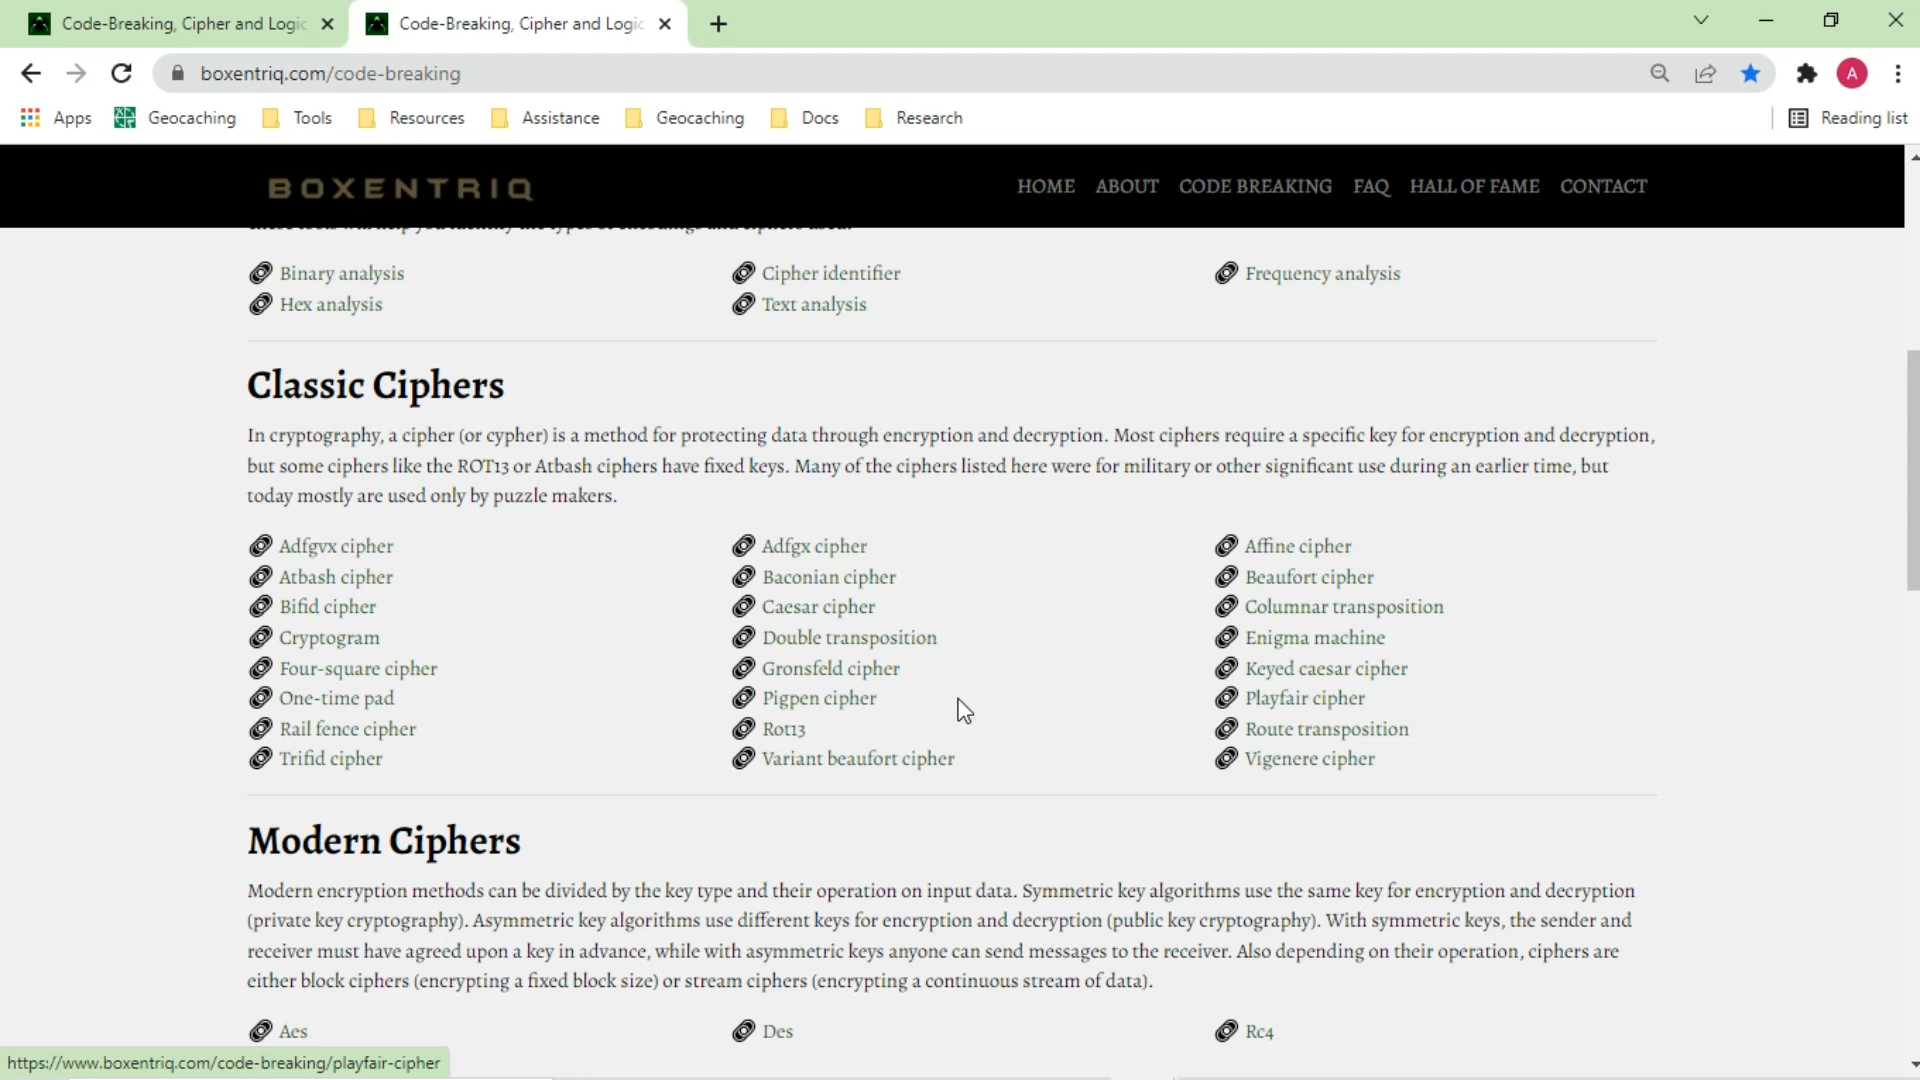 Code-Breaking, Cipher and Logic
Code-Breaking, Cipher and Logic
boxentriq.com/code-breaking
A
Apps Geocaching Tools Resources Assistance Geocaching Docs Research Reading list
BOXENTRIQ HOME ABOUT CODE BREAKING FAQ HALL OF FAME CONTACT
these tools will help you identify the types of encodings and ciphers used.
Binary analysis Cipher identifier Frequency analysis
Hex analysis Text analysis
Classic Ciphers
In cryptography, a cipher (or cypher) is a method for protecting data through encryption and decryption. Most ciphers require a specific key for encryption and decryption,
but some ciphers like the ROT13 or Atbash ciphers have fixed keys. Many of the ciphers listed here were for military or other significant use during an earlier time, but
today mostly are used only by puzzle makers.
Adfgvx cipher Adfgx cipher Affine cipher
Atbash cipher Baconian cipher Beaufort cipher
Bifid cipher Caesar cipher Columnar transposition
Cryptogram Double transposition Enigma machine
Four-square cipher Gronsfeld cipher Keyed caesar cipher
One-time pad Pigpen cipher Playfair cipher
Rail fence cipher Rot13 Route transposition
Trifid cipher Variant beaufort cipher Vigenere cipher
Modern Ciphers
Modern encryption methods can be divided by the key type and their operation on input data. Symmetric key algorithms use the same key for encryption and decryption
(private key cryptography). Asymmetric key algorithms use different keys for encryption and decryption (public key cryptography). With symmetric keys, the sender and
receiver must have agreed upon a key in advance, while with asymmetric keys anyone can send messages to the receiver. Also depending on their operation, ciphers are
either block ciphers (encrypting a fixed block size) or stream ciphers (encrypting a continuous stream of data).
Aes Des Rc4
https://www.boxentriq.com/code-breaking/playfair-cipher